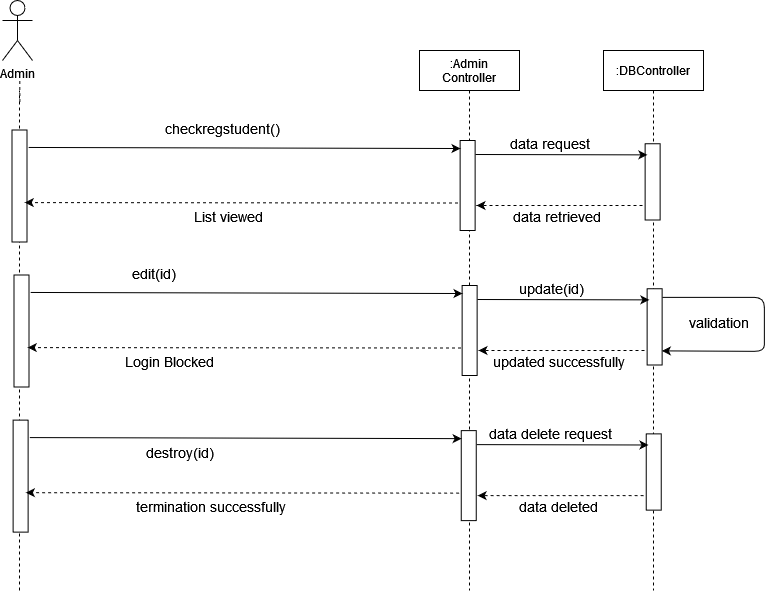 Admin
:Admin
Controller
:DBController
checkregstudent()
data request
List viewed
data retrieved
edit(id)
update(id)
validation
Login Blocked
updated successfully
destroy(id)
data delete request
termination successfully
data deleted